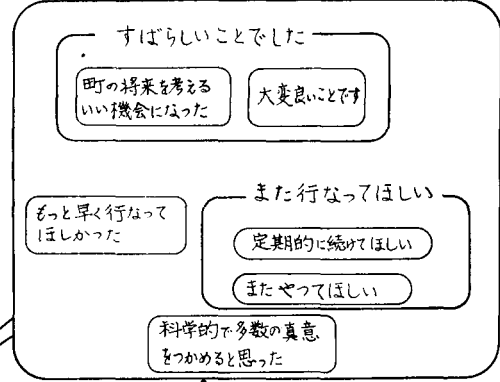 すばらしいことでした
町の将来を考える
いい機会になった
大変良いことです
もっと早く行なって
ほしかった
また行なってほしい
定期的に続けてほしい
またやってほしい
科学的で多数の真意
をつかめると思った